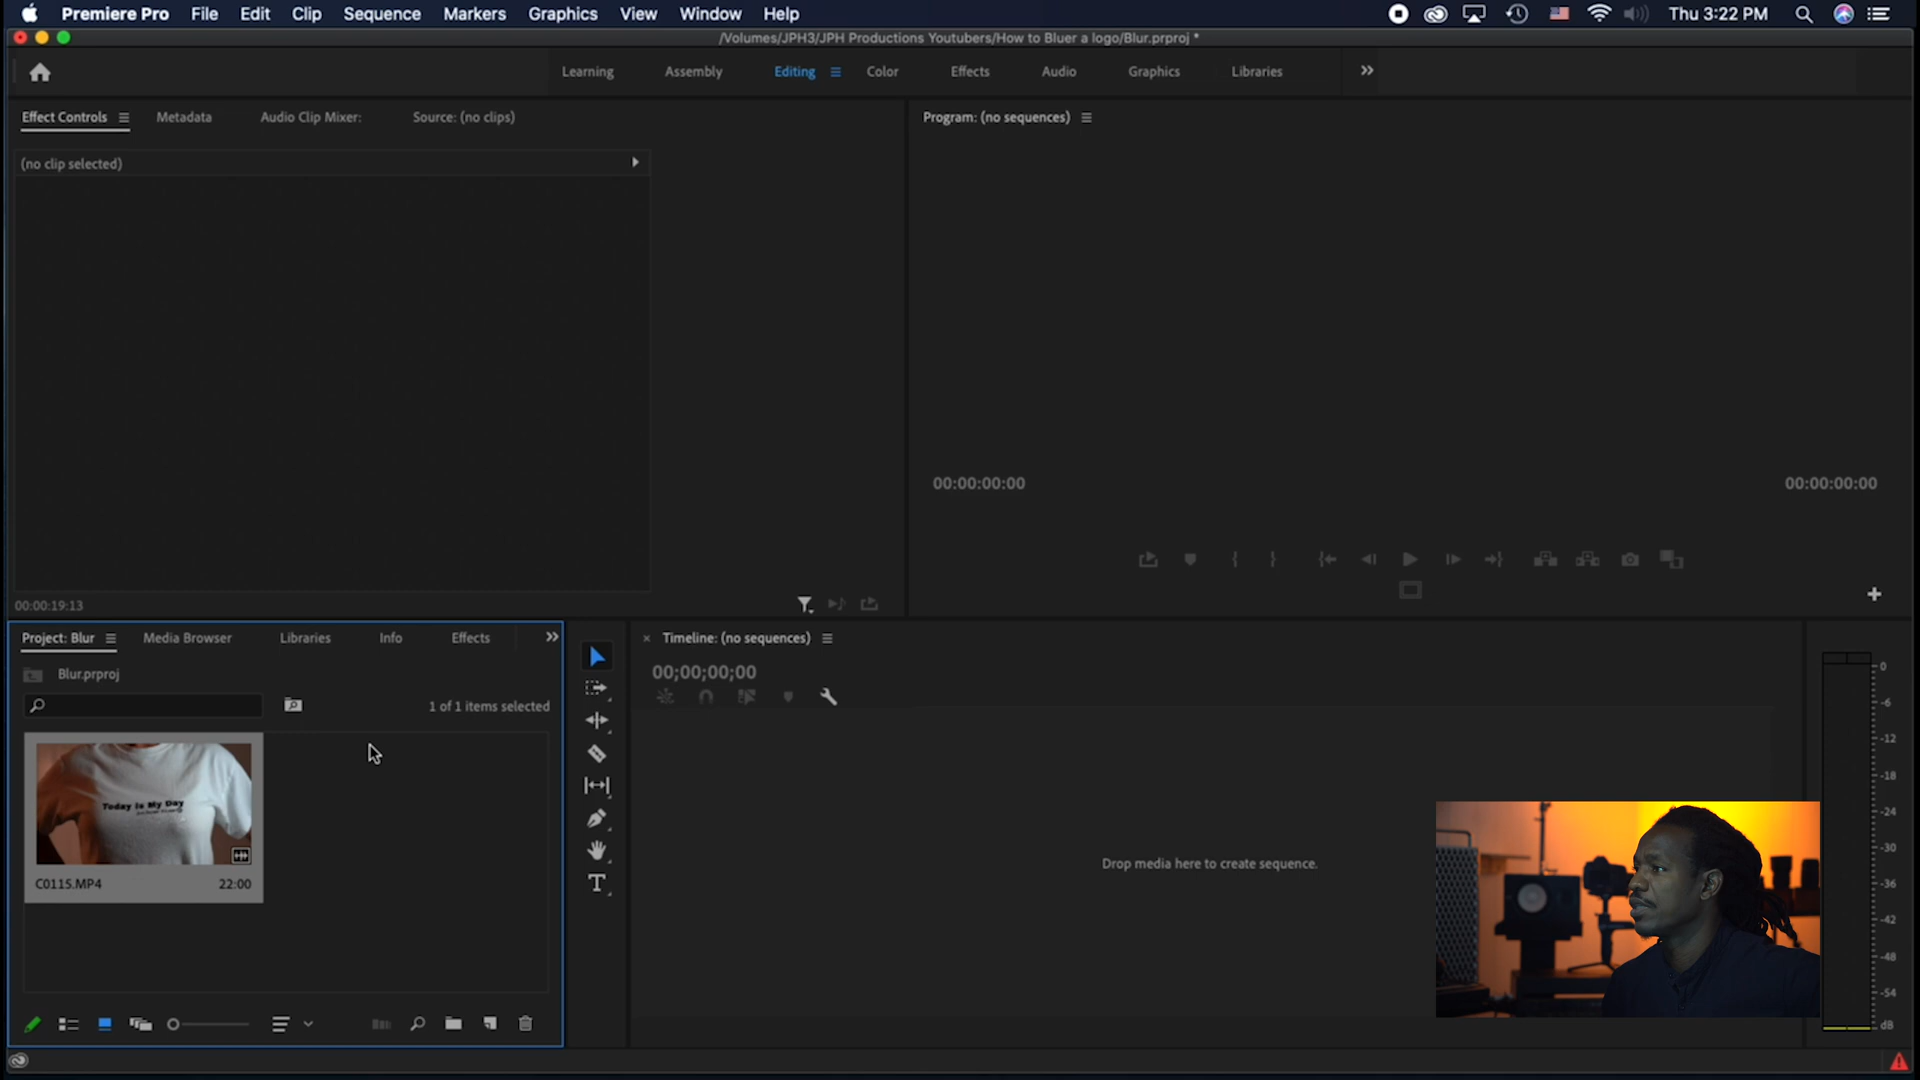 Premiere Pro File Edit Clip Sequence Markers Graphics View Window Help Thu 3:22 PM
/Volumes/JPH3/JPH Productions Youtubers/How to Bluer a logo/Blur.prproj *
Learning Assembly Editing Color Effects Audio Graphics Libraries
Effect Controls Metadata Audio Clip Mixer: Source: (no clips) Program: (no sequences)
(no clip selected)
00:00:00:00 00:00:00:00
00:00:19:13
Project: Blur Media Browser Libraries Info Effects × Timeline: (no sequences)
Blur.prproj 00;00;00;00
1 of 1 items selected
Today Is My Day
C0115.MP4 22:00
Drop media here to create sequence.
0
-6
-12
-18
-24
-30
-36
-42
-48
-54
dB